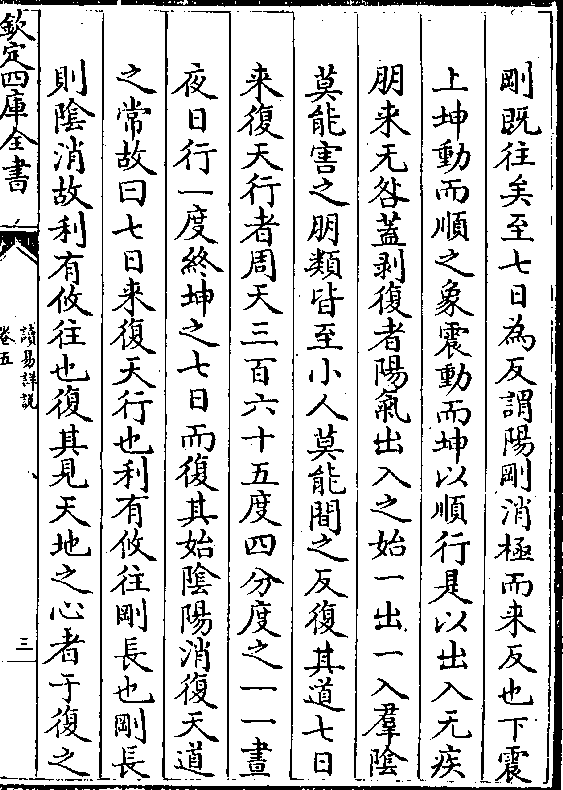 剛既往矣至七日為反謂陽剛消極而来反也下震
上坤動而順之象震動而坤以順行是以出入无疾
朋来无咎蓋剥復者陽氣出入之始一出一入羣陰
莫能害之朋類皆至小人莫能間之反復其道七日
来復天行者周天三百六十五度四分度之一一晝
夜日行一度終坤之七日而復其始陰陽消復天道
之常故曰七日来復天行也利有攸往剛長也剛長
則陰消故利有攸往也復其見天地之心者于復之
欽定四庫全書
讀易詳說
卷五
三